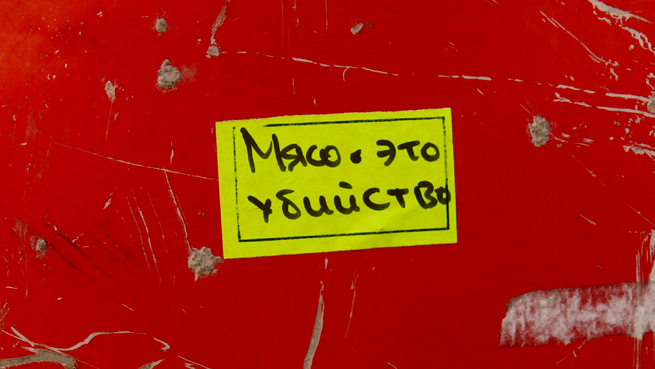 Мясо • это
убийство